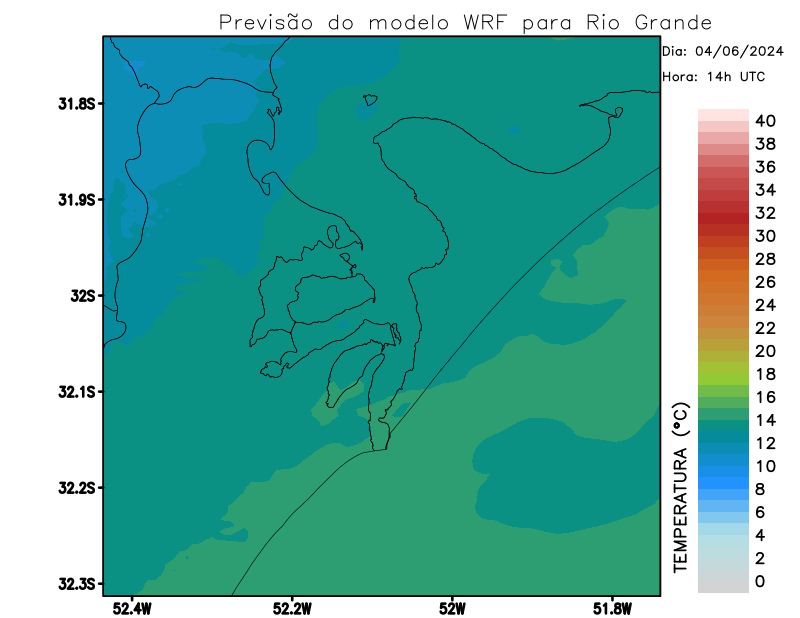 Previsão do modelo WRF para Rio Grande
Dia: 04/06/2024
Hora: 14h UTC
31.8S
31.9S
32S
32.1S
32.2S
32.3S
52.4W
52.2W
52W
51.8W
40
38
36
34
32
30
28
26
24
22
20
18
16
14
12
10
8
6
4
2
0
TEMPERATURA (°C)